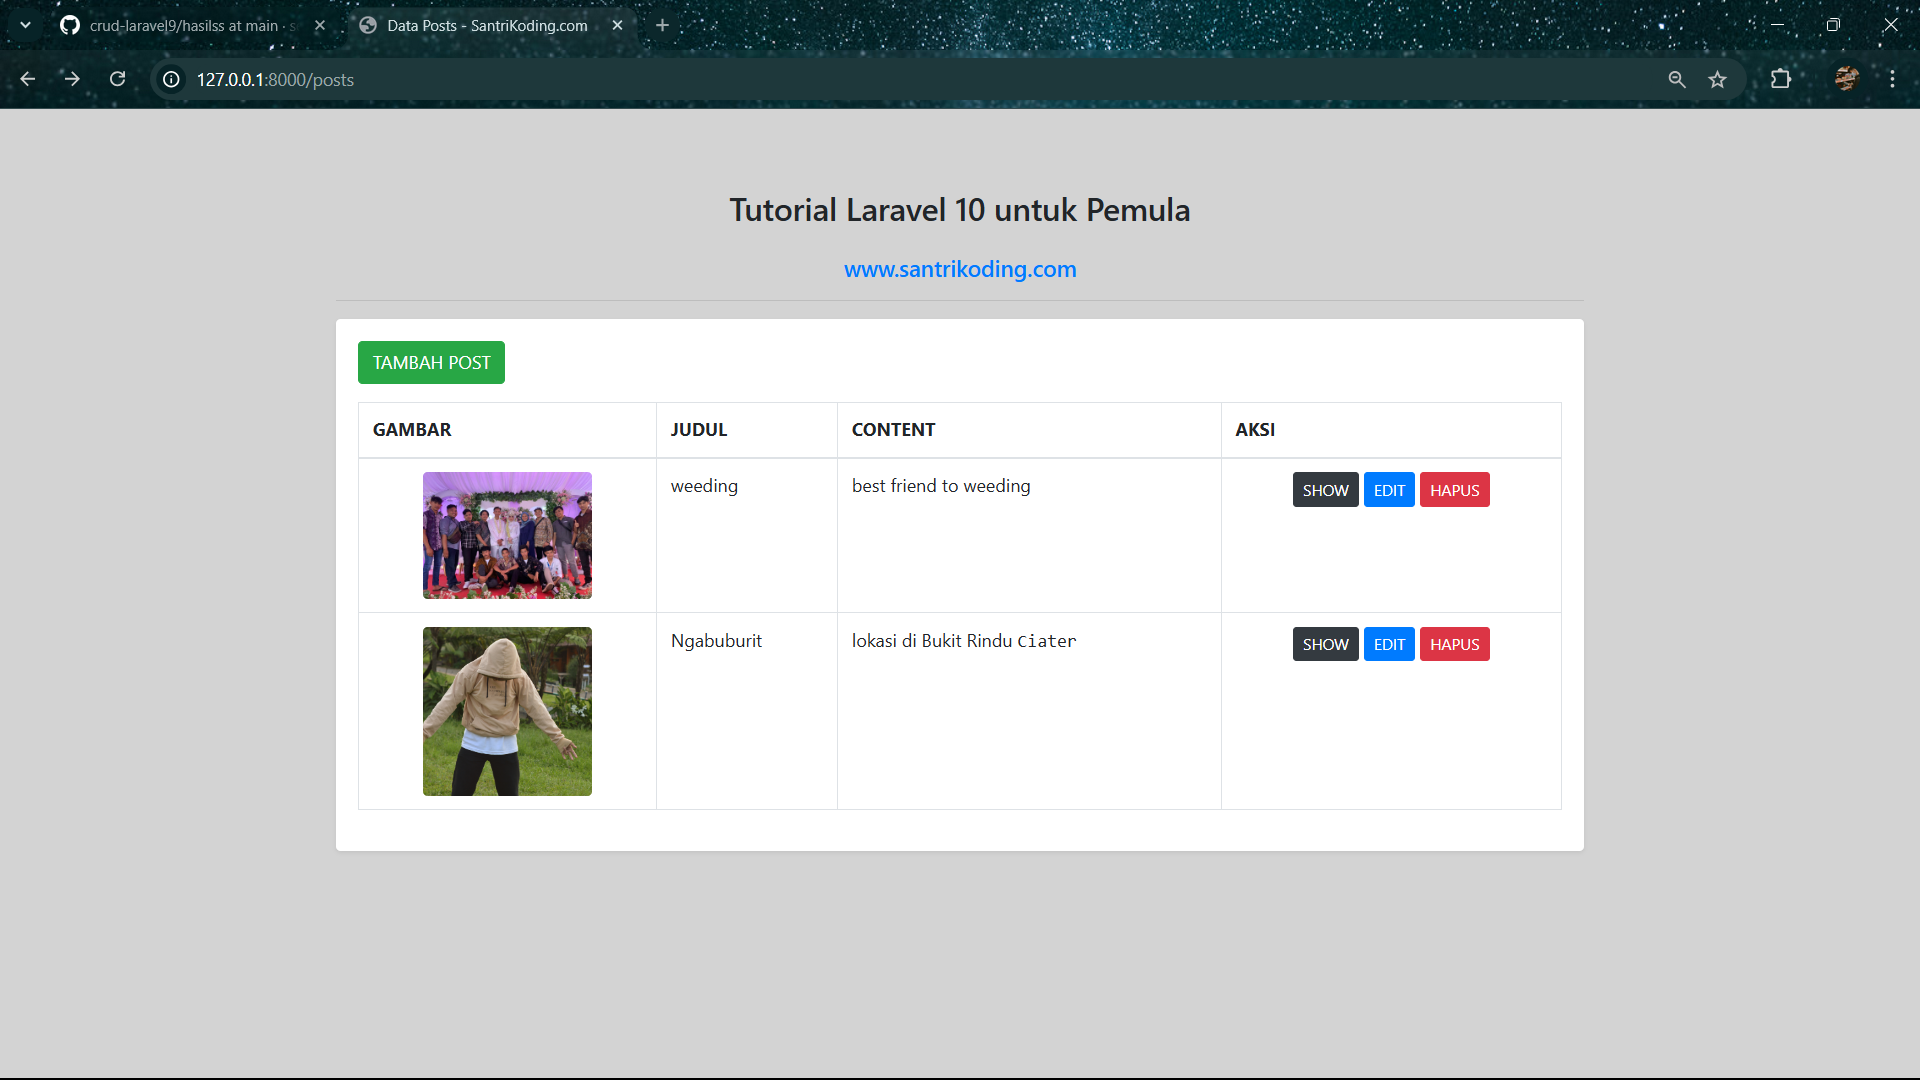 crud-laravel9/hasilss at main · s
Data Posts - SantriKoding.com
127.0.0.1:8000/posts
Tutorial Laravel 10 untuk Pemula
www.santrikoding.com
TAMBAH POST
GAMBAR JUDUL CONTENT AKSI
weeding best friend to weeding SHOW EDIT HAPUS
Ngabuburit lokasi di Bukit Rindu Ciater SHOW EDIT HAPUS